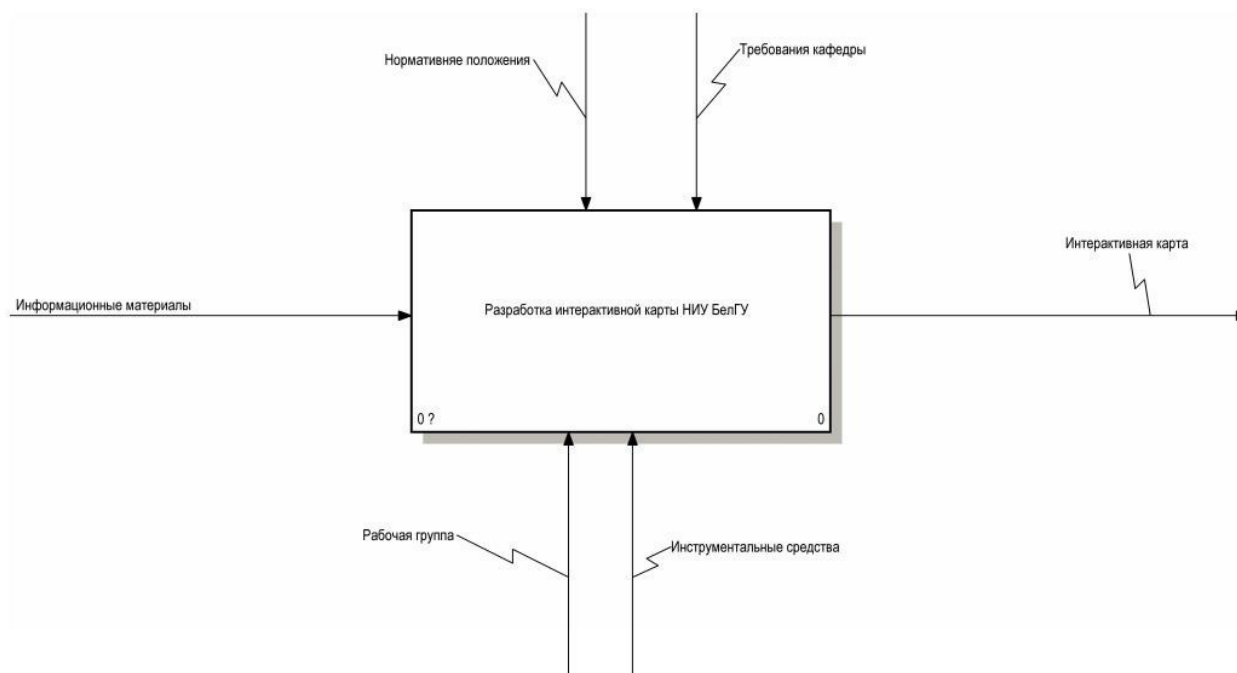 Требования кафедры
Нормативняе положения
Интерактивная карта
Информационные материалы
Разработка интерактивной карты НИУ БелГУ
0 ?
0
Рабочая группа
Инструментальные средства